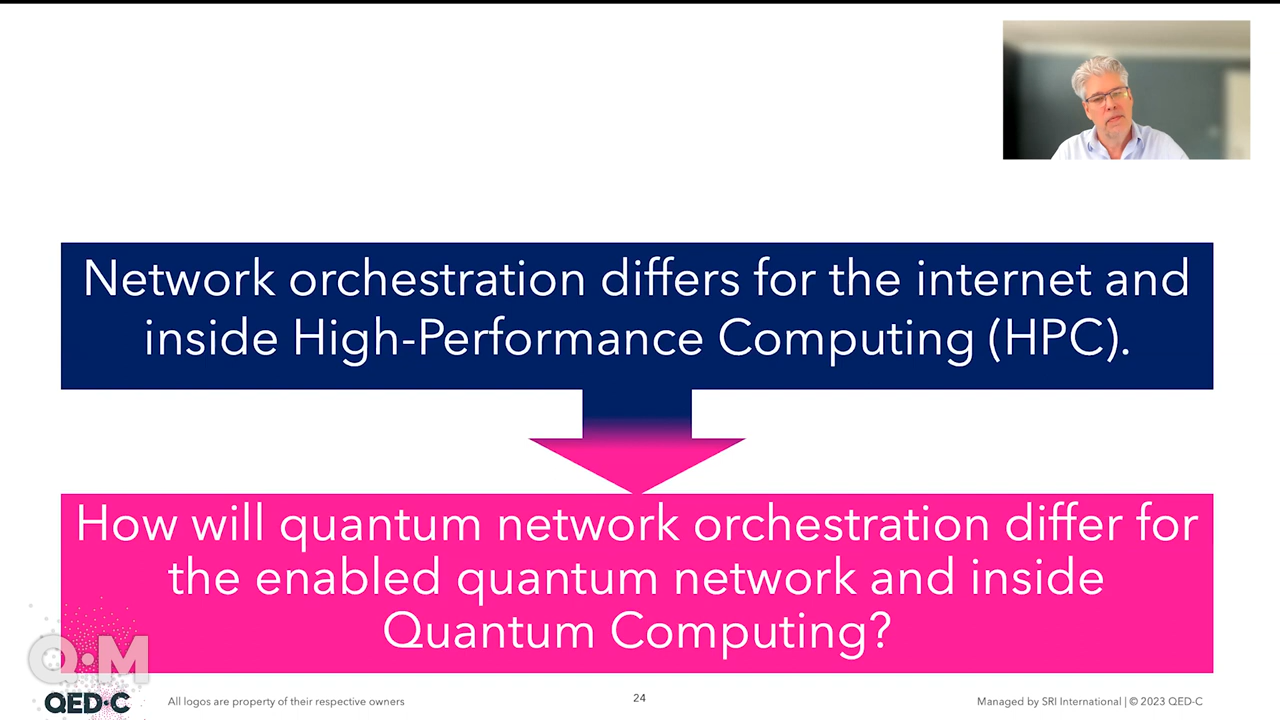 Network orchestration differs for the internet and
inside High-Performance Computing (HPC).
How will quantum network orchestration differ for
the enabled quantum network and inside
Quantum Computing?
Q·M
QED·C
All logos are property of their respective owners
24
Managed by SRI International | © 2023 QED-C